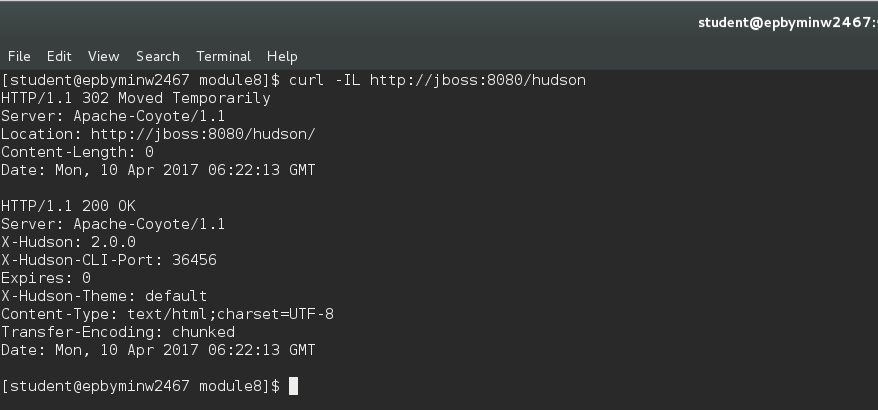 student@epbyminw2467:
File Edit View Search Terminal Help
[student@epbyminw2467 module8]$ curl -IL http://jboss:8080/hudson
HTTP/1.1 302 Moved Temporarily
Server: Apache-Coyote/1.1
Location: http://jboss:8080/hudson/
Content-Length: 0
Date: Mon, 10 Apr 2017 06:22:13 GMT
HTTP/1.1 200 OK
Server: Apache-Coyote/1.1
X-Hudson: 2.0.0
X-Hudson-CLI-Port: 36456
Expires: 0
X-Hudson-Theme: default
Content-Type: text/html;charset=UTF-8
Transfer-Encoding: chunked
Date: Mon, 10 Apr 2017 06:22:13 GMT
[student@epbyminw2467 module8]$